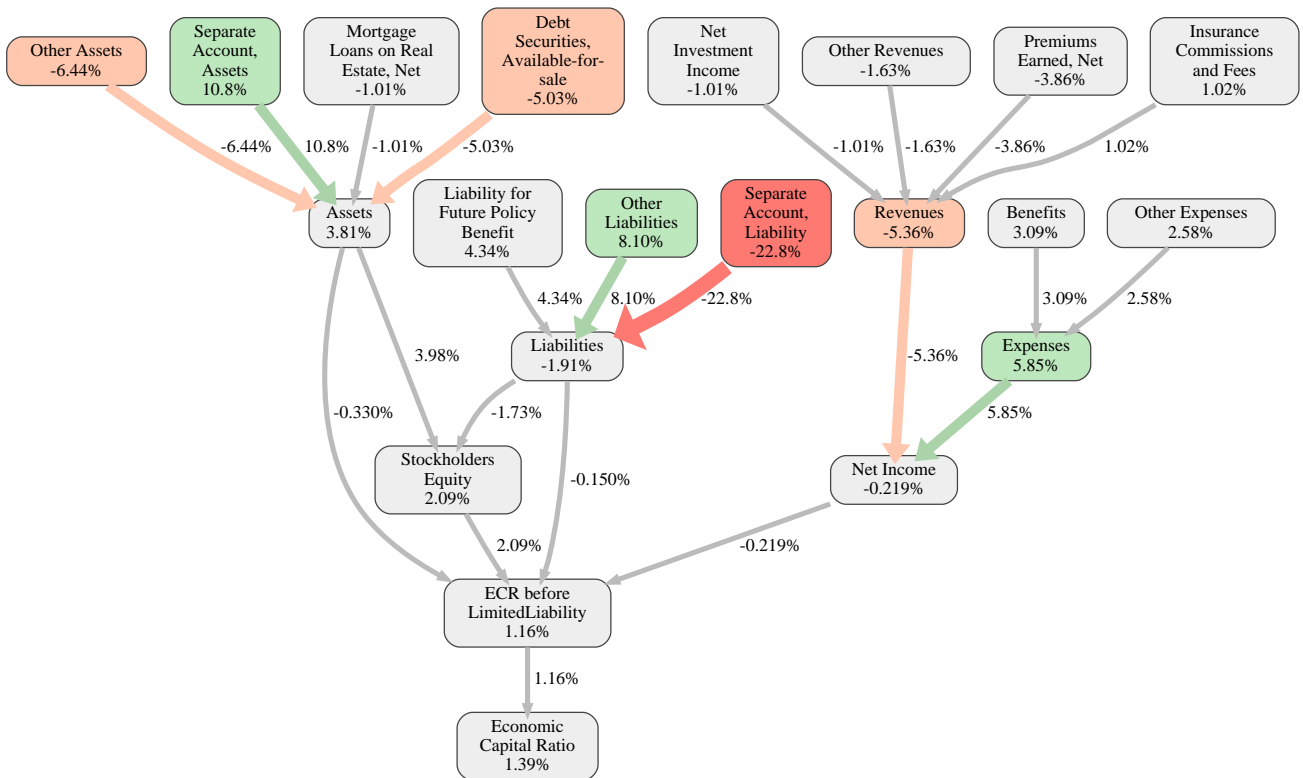 Other Assets
-6.44%
Separate
Account,
Assets
10.8%
Mortgage
Loans on Real
Estate, Net
-1.01%
Debt
Securities,
Available-for-
sale
-5.03%
Net
Investment
Income
-1.01%
Other Revenues
-1.63%
Premiums
Earned, Net
-3.86%
Insurance
Commissions
and Fees
1.02%
-6.44%
10.8%
-1.01%
-5.03%
-1.01%
-1.63%
-3.86%
1.02%
Assets
3.81%
Liability for
Future Policy
Benefit
4.34%
Other
Liabilities
8.10%
Separate
Account,
Liability
-22.8%
Revenues
-5.36%
Benefits
3.09%
Other Expenses
2.58%
4.34%
8.10%
-22.8%
3.09%
2.58%
Liabilities
-1.91%
Expenses
5.85%
3.98%
-5.36%
-0.330%
-1.73%
5.85%
Stockholders
Equity
2.09%
-0.150%
Net Income
-0.219%
2.09%
-0.219%
ECR before
LimitedLiability
1.16%
1.16%
Economic
Capital Ratio
1.39%